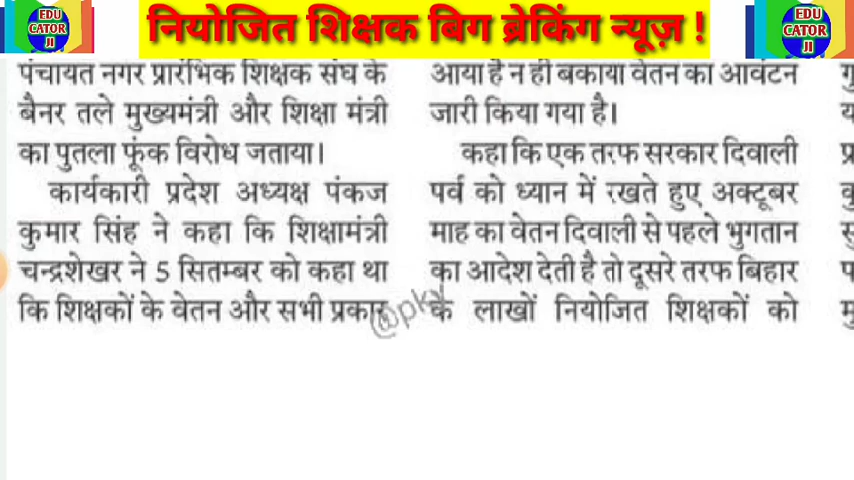 EDU
CATOR
JI
नियोजित शिक्षक बिग ब्रेकिंग न्यूज़ !
EDU
CATOR
JI
पंचायत नगर प्रारंभिक शिक्षक संघ के
बैनर तले मुख्यमंत्री और शिक्षा मंत्री
का पुतला फूंक विरोध जताया।
कार्यकारी प्रदेश अध्यक्ष पंकज
कुमार सिंह ने कहा कि शिक्षामंत्री
चन्द्रशेखर ने 5 सितम्बर को कहा था
कि शिक्षकों के वेतन और सभी प्रकार
आया है न ही बकाया वेतन का आवंटन
जारी किया गया है।
कहा कि एक तरफ सरकार दिवाली
पर्व को ध्यान में रखते हुए अक्टूबर
माह का वेतन दिवाली से पहले भुगतान
का आदेश देती है तो दूसरे तरफ बिहार
के लाखों नियोजित शिक्षकों को
@pky